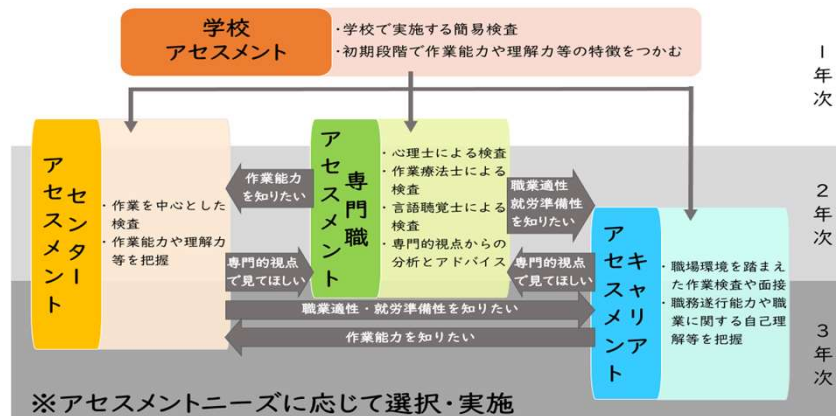 学校
アセスメント
・学校で実施する簡易検査
・初期段階で作業能力や理解力等の特徴をつかむ
1年次
センター
アセスメント
・作業を中心とした
検査
・作業能力や理解力
等を把握
作業能力
を知りたい
専門職
アセスメント
・心理士による検査
・作業療法士による
検査
・言語聴覚士による
検査
・専門的視点からの
分析とアドバイス
職業適性
就労準備性
を知りたい
2年次
専門的視点
で見てほしい
専門的視点
で見てほしい
キャリア
アセスメント
・職場環境を踏まえ
た作業検査や面接
・職務遂行能力や職
業に関する自己理
解等を把握
職業適性・就労準備性を知りたい
作業能力を知りたい
3年次
※アセスメントニーズに応じて選択・実施